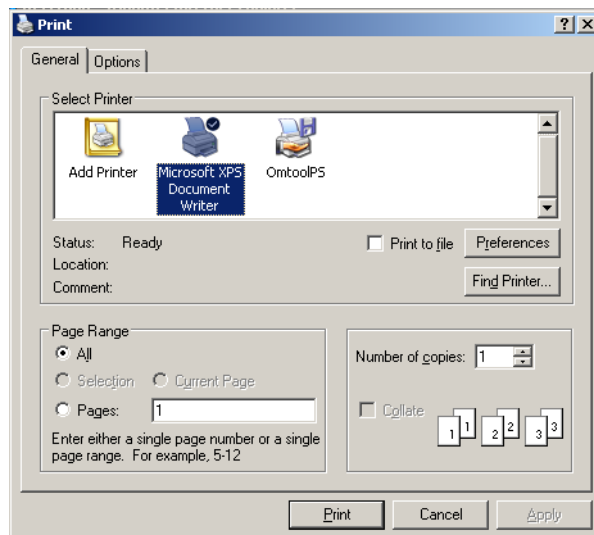 Print
General Options
Select Printer
Add Printer Microsoft XPS Document Writer OmtoolPS
Status: Ready
Print to file Preferences
Location:
Comment:
Find Printer...
Page Range
All
Selection Current Page
Pages: 1
Enter either a single page number or a single
page range. For example, 5-12
Number of copies: 1
Collate
1 1 2 2 3 3
Print Cancel Apply